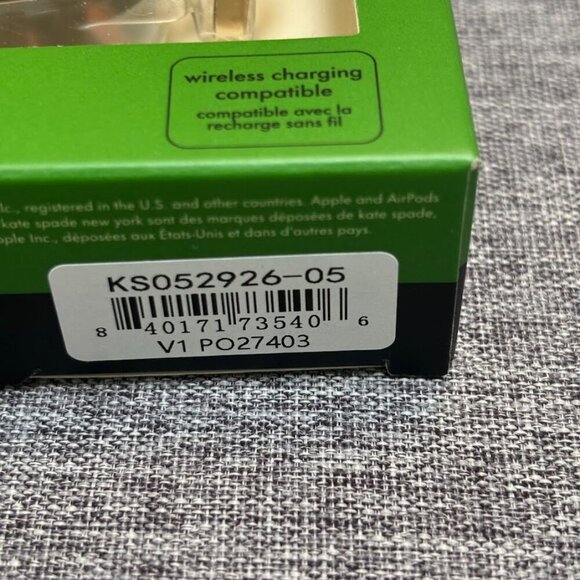 wireless charging
compatible
compatible avec la
recharge sans fil
c., registered in the U.S. and other countries. Apple and AirPods
kate spade new york sont des marques déposées de kate spade,
ople Inc., déposées aux États-Unis et dans d'autres pays.
KS052926-05
8 40171 73540 6
V1 PO27403